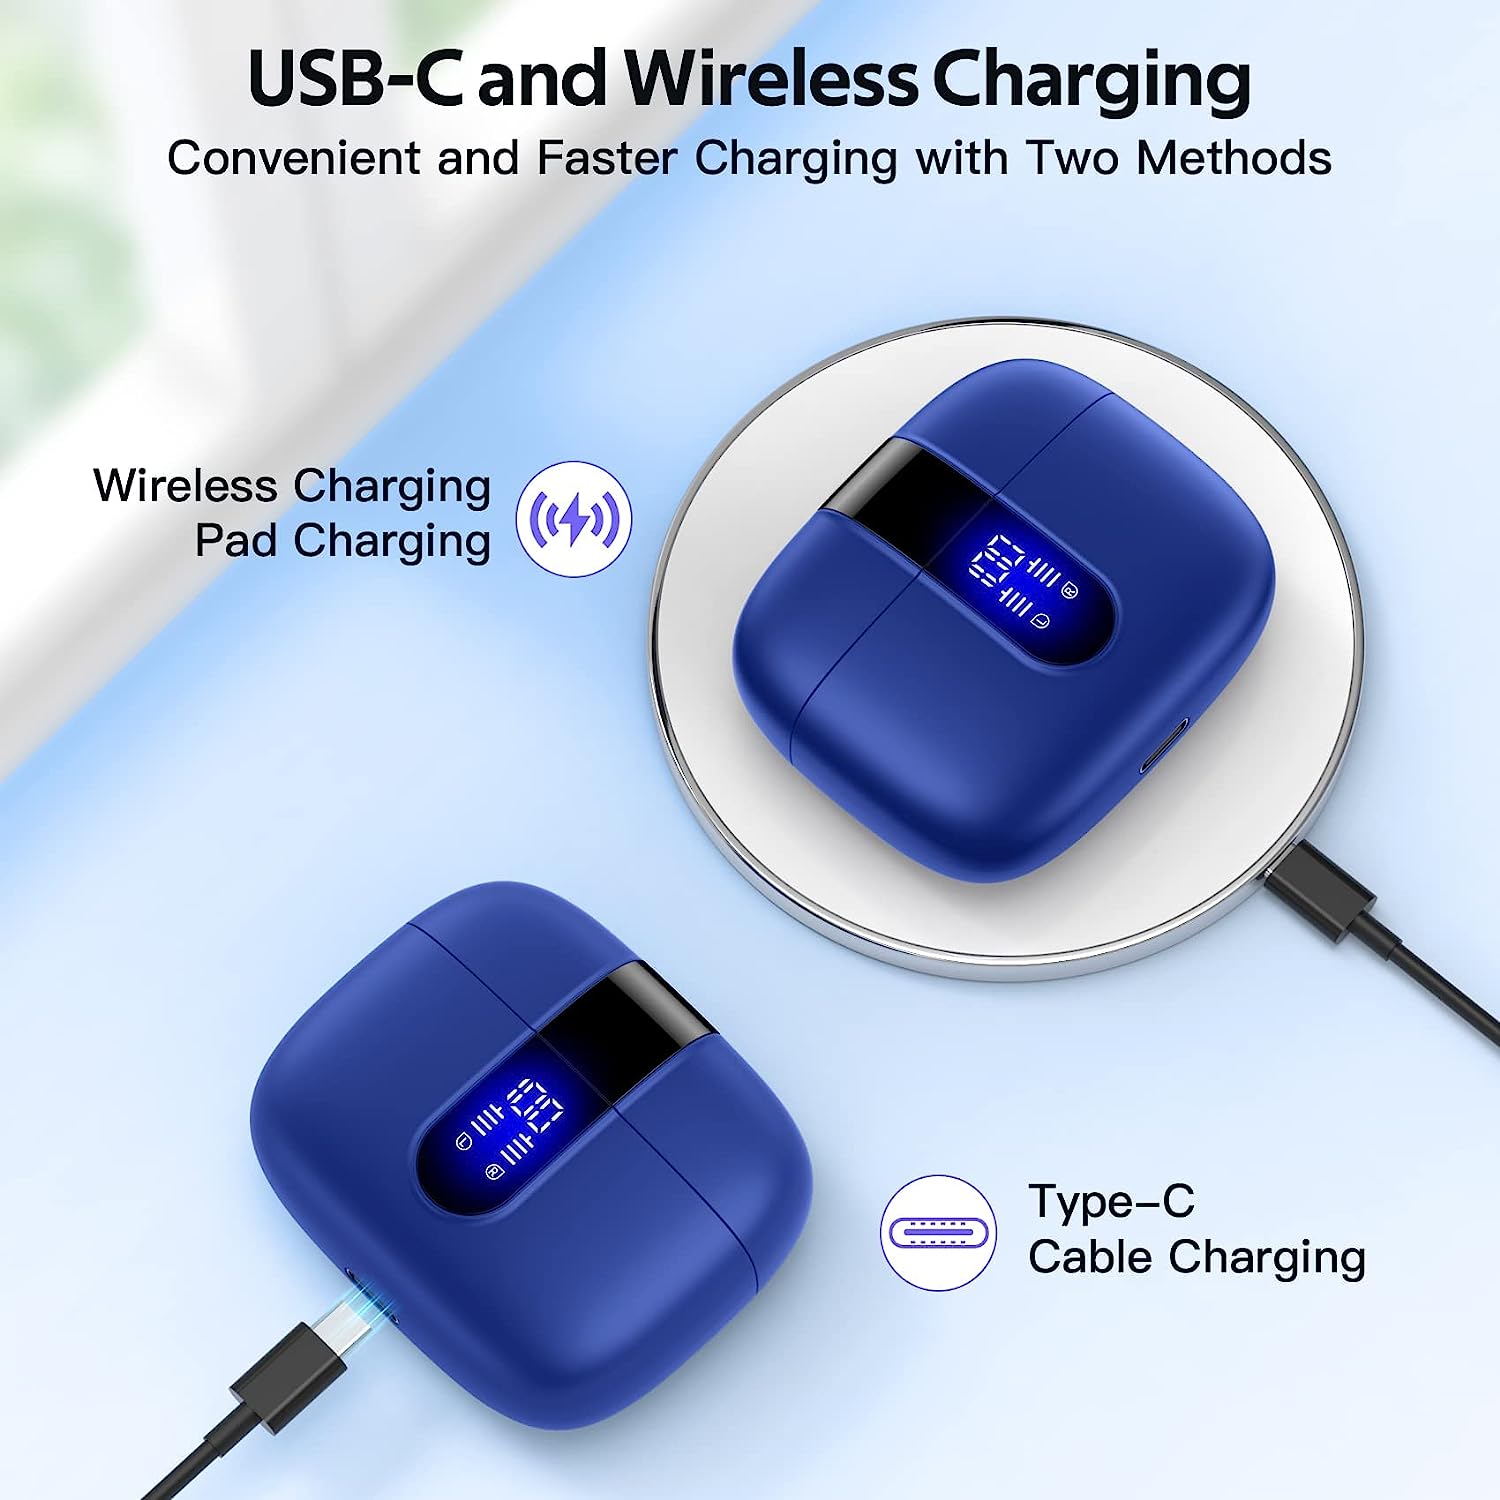 USB-C and Wireless Charging
Convenient and Faster Charging with Two Methods
Wireless Charging
Pad Charging
R
L
L
R
Type-C
Cable Charging